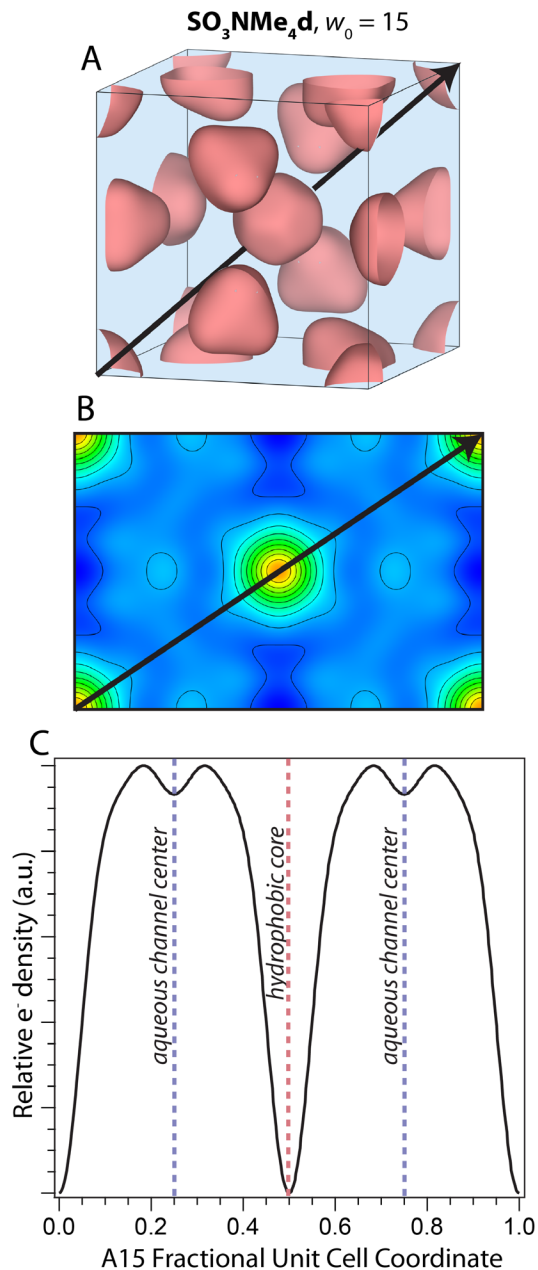 SO₃NMe₄d, w₀ = 15
A
B
C
Relative e⁻ density (a.u.)
aqueous channel center
hydrophobic core
aqueous channel center
0.0 0.2 0.4 0.6 0.8 1.0
A15 Fractional Unit Cell Coordinate